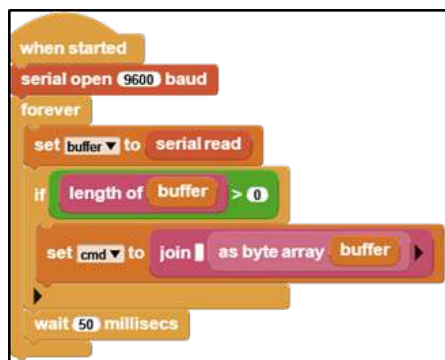 when started
serial open 9600 baud
forever
set buffer to serial read
if length of buffer > 0
set cmd to join as byte array buffer
wait 50 millisecs